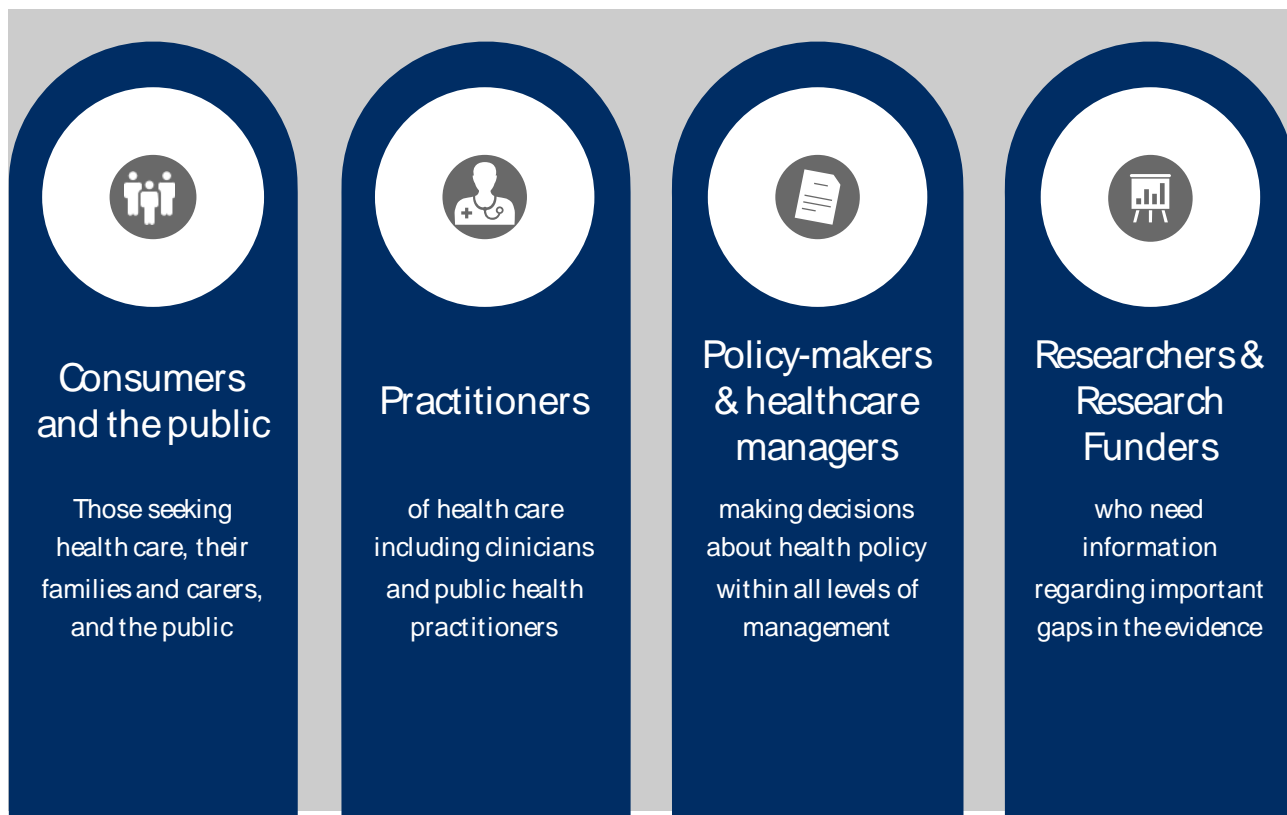 Consumers
and the public
Those seeking
health care, their
families and carers,
and the public
Practitioners
of health care
including clinicians
and public health
practitioners
Policy-makers
& healthcare
managers
making decisions
about health policy
within all levels of
management
Researchers &
Research
Funders
who need
information
regarding important
gaps in the evidence